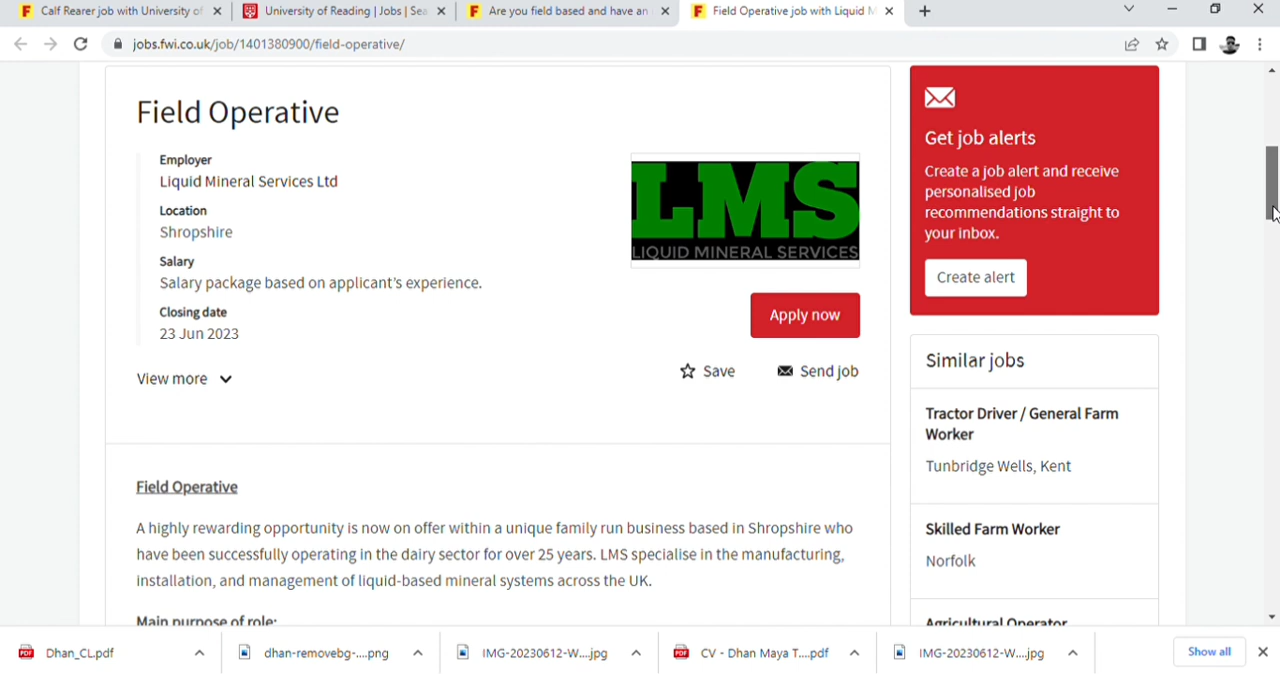 Calf Rearer job with University of
University of Reading | Jobs | Sea
Are you field based and have an
Field Operative job with Liquid M
jobs.fwi.co.uk/job/1401380900/field-operative/
Field Operative
Employer
Liquid Mineral Services Ltd
Location
Shropshire
Salary
Salary package based on applicant's experience.
Closing date
23 Jun 2023
View more
LMS
LIQUID MINERAL SERVICES
Apply now
Save
Send job
Field Operative
A highly rewarding opportunity is now on offer within a unique family run business based in Shropshire who
have been successfully operating in the dairy sector for over 25 years. LMS specialise in the manufacturing,
installation, and management of liquid-based mineral systems across the UK.
Main purpose of role:
Get job alerts
Create a job alert and receive
personalised job
recommendations straight to
your inbox.
Create alert
Similar jobs
Tractor Driver / General Farm
Worker
Tunbridge Wells, Kent
Skilled Farm Worker
Norfolk
Agricultural Operator
Dhan_CL.pdf
dhan-removebg-....png
IMG-20230612-W....jpg
CV - Dhan Maya T....pdf
IMG-20230612-W....jpg
Show all